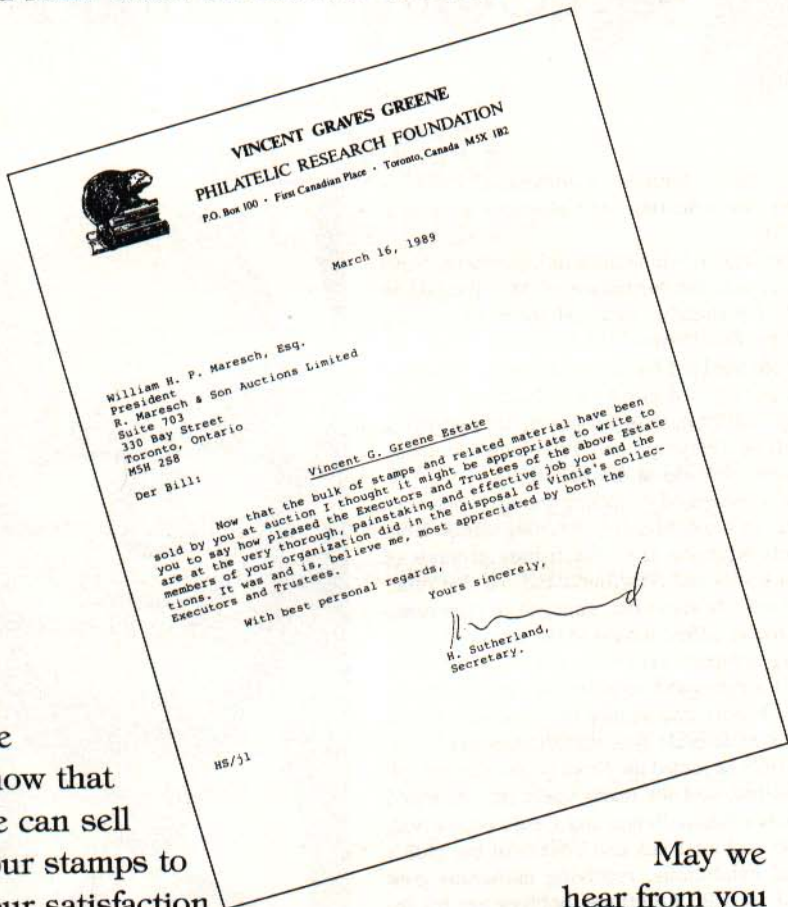 VINCENT GRAVES GREENE
PHILATELIC RESEARCH FOUNDATION
P.O. Box 100 · First Canadian Place · Toronto, Canada M5X 1B2
March 16, 1989
William H. P. Maresch, Esq.
President
R. Maresch & Son Auctions Limited
Suite 703
330 Bay Street
Toronto, Ontario
M5H 2S8
Der Bill:
Vincent G. Greene Estate
Now that the bulk of stamps and related material have been
sold by you at auction I thought it might be appropriate to write to
you to say how pleased the Executors and Trustees of the above Estate
are at the very thorough, painstaking and effective job you and the
members of your organization did in the disposal of Vinnie's collec-
tions. It was and is, believe me, most appreciated by both the
Executors and Trustees.
With best personal regards,
Yours sincerely,
H. Sutherland,
Secretary.
HS/jl
now that
e can sell
our stamps to
our satisfaction
May we
hear from you